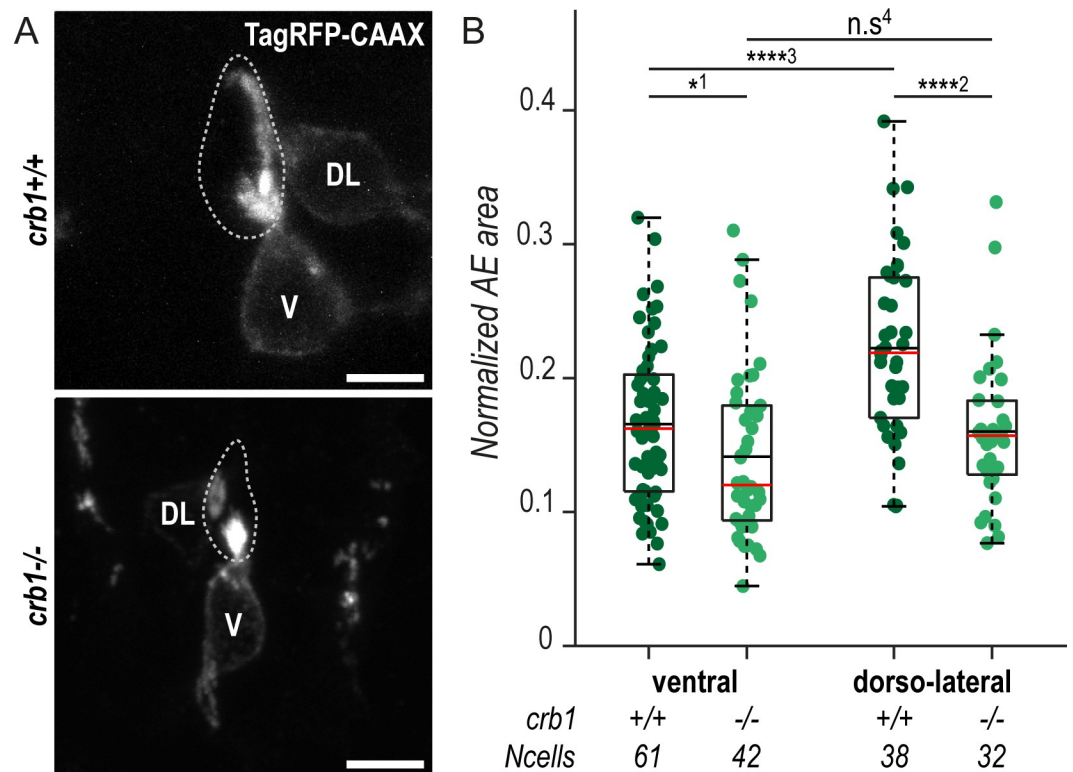 A
TagRFP-CAAX
crb1+/+
DL
V
crb1-/-
DL
V
B
n.s4
****3
*1
****2
Normalized AE area
0.4
0.3
0.2
0.1
0
ventral
dorso-lateral
crb1 +/+ -/- +/+ -/-
Ncells 61 42 38 32